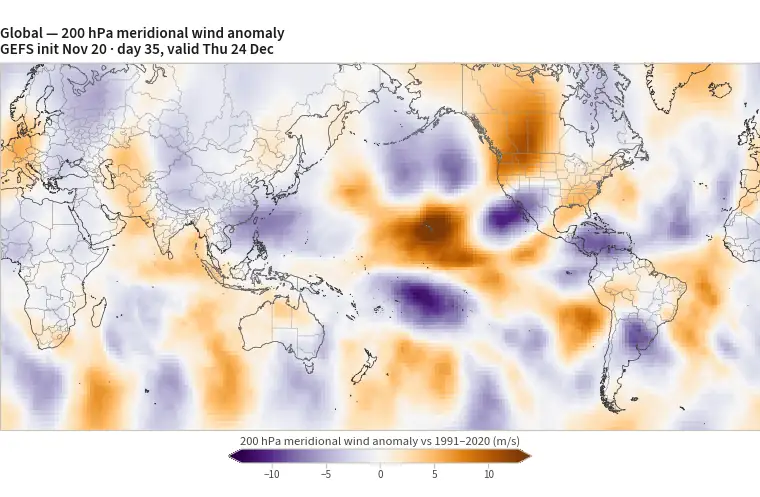 Global — 200 hPa meridional wind anomaly
GEFS init Nov 20 · day 35, valid Thu 24 Dec
200 hPa meridional wind anomaly vs 1991–2020 (m/s)
−10 −5 0 5 10